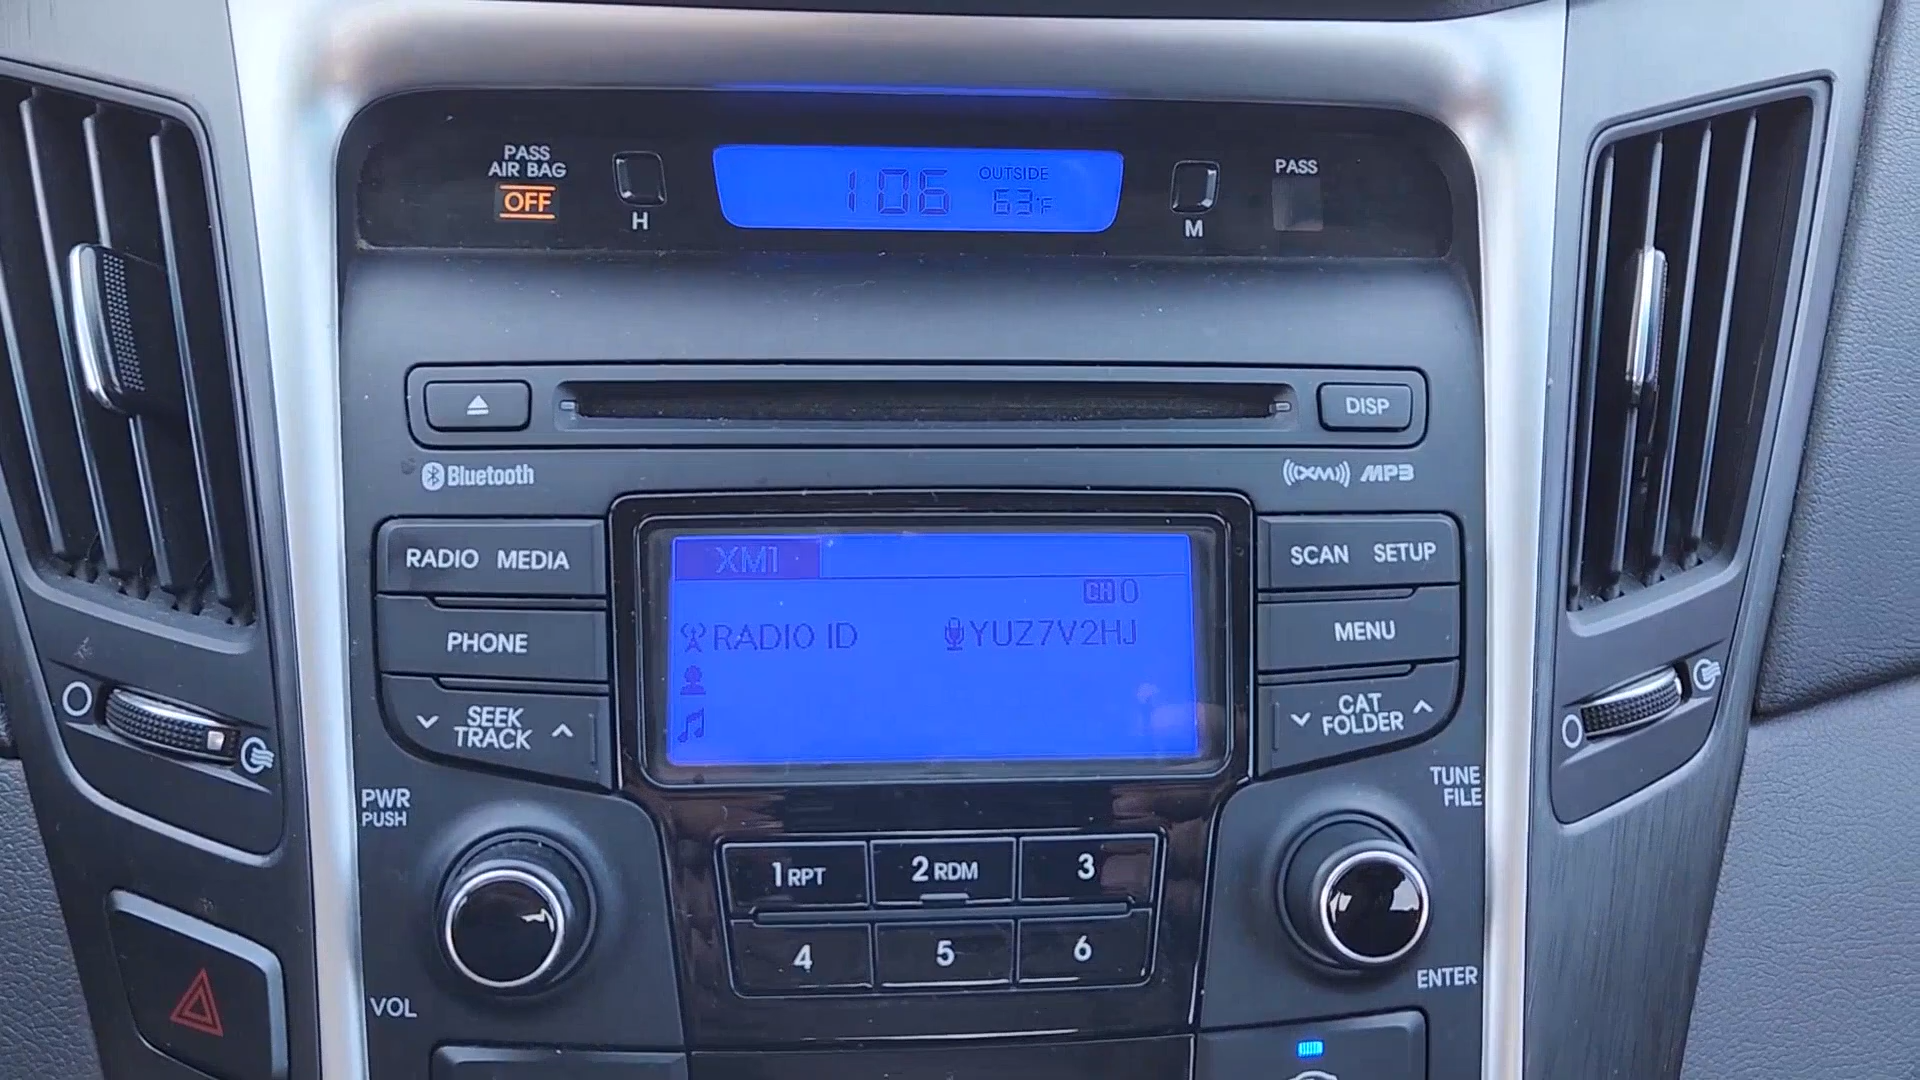 PASS
AIR BAG
OFF
H
106
OUTSIDE
63°F
M
PASS
DISP
Bluetooth
((XM)) MP3
RADIO MEDIA
XM1
SCAN SETUP
CH 0
PHONE
RADIO ID YUZ7V2HJ
MENU
SEEK
TRACK
CAT
FOLDER
PWR
PUSH
TUNE
FILE
1 RPT
2 RDM
3
4
5
6
VOL
ENTER